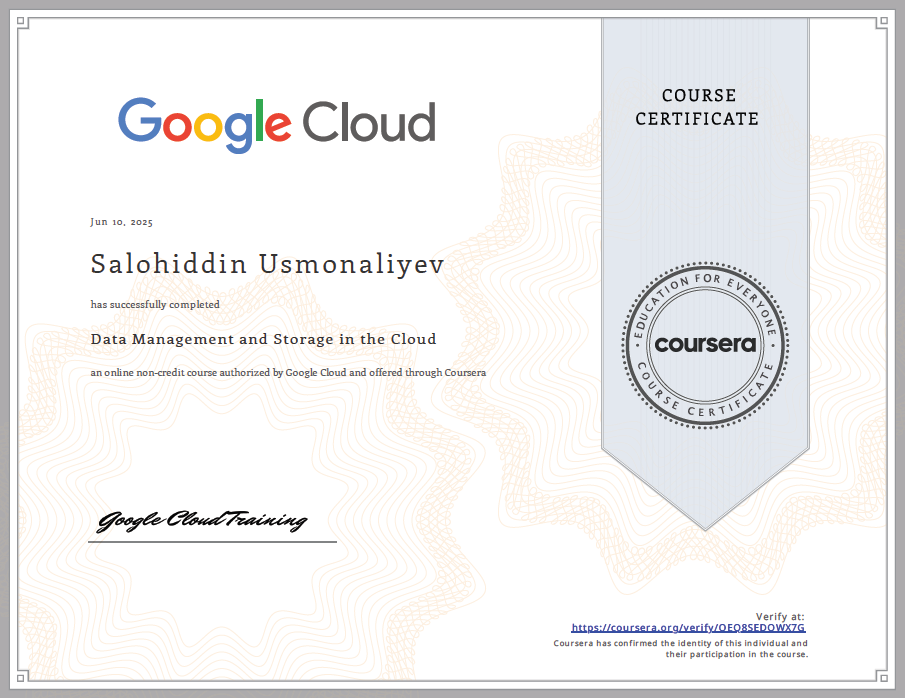 Google Cloud
COURSE
CERTIFICATE
Jun 10, 2025
Salohiddin Usmonaliyev
has successfully completed
Data Management and Storage in the Cloud
an online non-credit course authorized by Google Cloud and offered through Coursera
EDUCATION FOR EVERYONE
coursera
COURSE CERTIFICATE
Google Cloud Training
Verify at:
https://coursera.org/verify/OEQ8SEDOWX7G
Coursera has confirmed the identity of this individual and
their participation in the course.